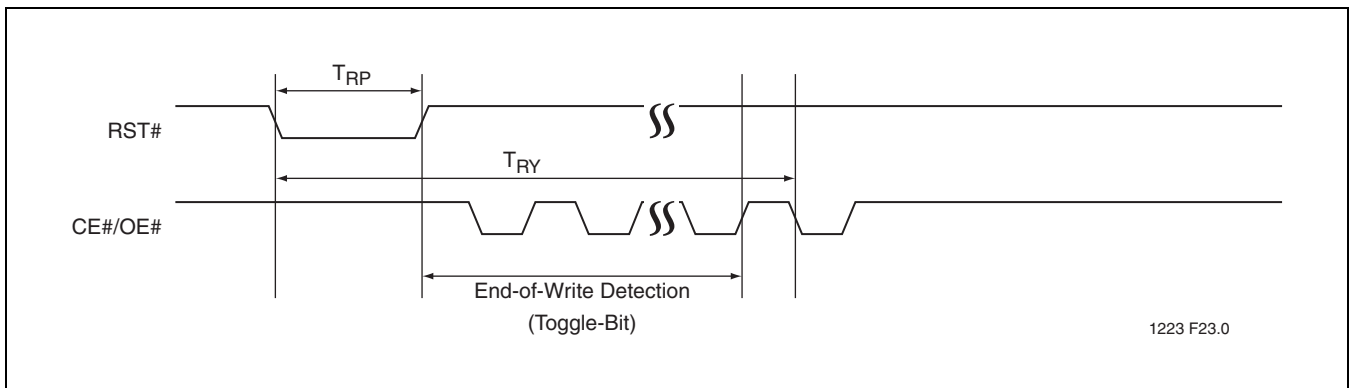 TRP
RST#
TRY
CE#/OE#
End-of-Write Detection
(Toggle-Bit)
1223 F23.0